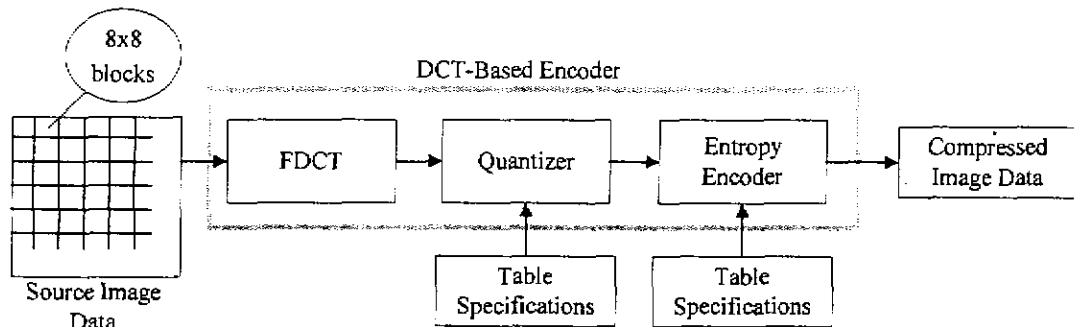 8x8
blocks
DCT-Based Encoder
FDCT
Quantizer
Entropy
Encoder
Compressed
Image Data
Table
Specifications
Table
Specifications
Source Image
Data